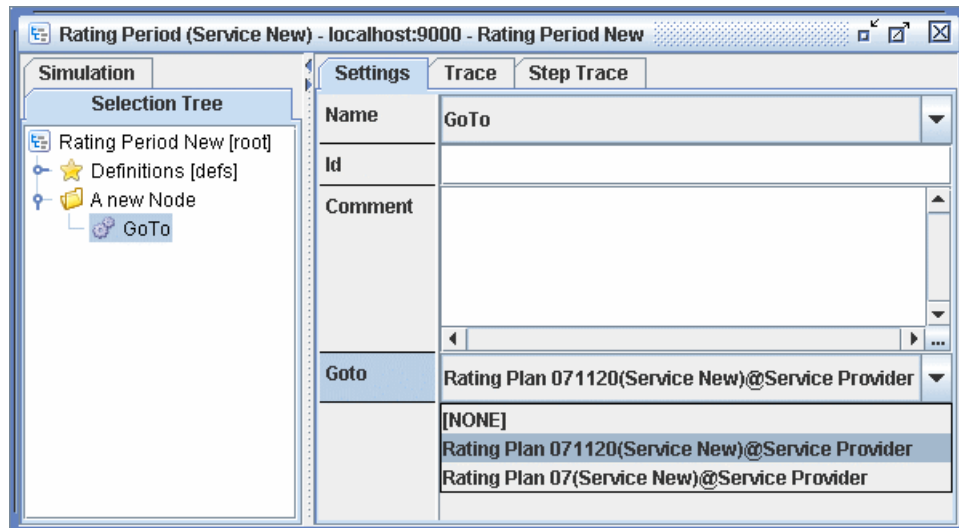 Rating Period (Service New) - localhost:9000 - Rating Period New
Simulation
Selection Tree
Rating Period New [root]
Definitions [defs]
A new Node
GoTo
Settings
Trace
Step Trace
Name
GoTo
Id
Comment
...
Goto
Rating Plan 071120(Service New)@Service Provider
[NONE]
Rating Plan 071120(Service New)@Service Provider
Rating Plan 07(Service New)@Service Provider